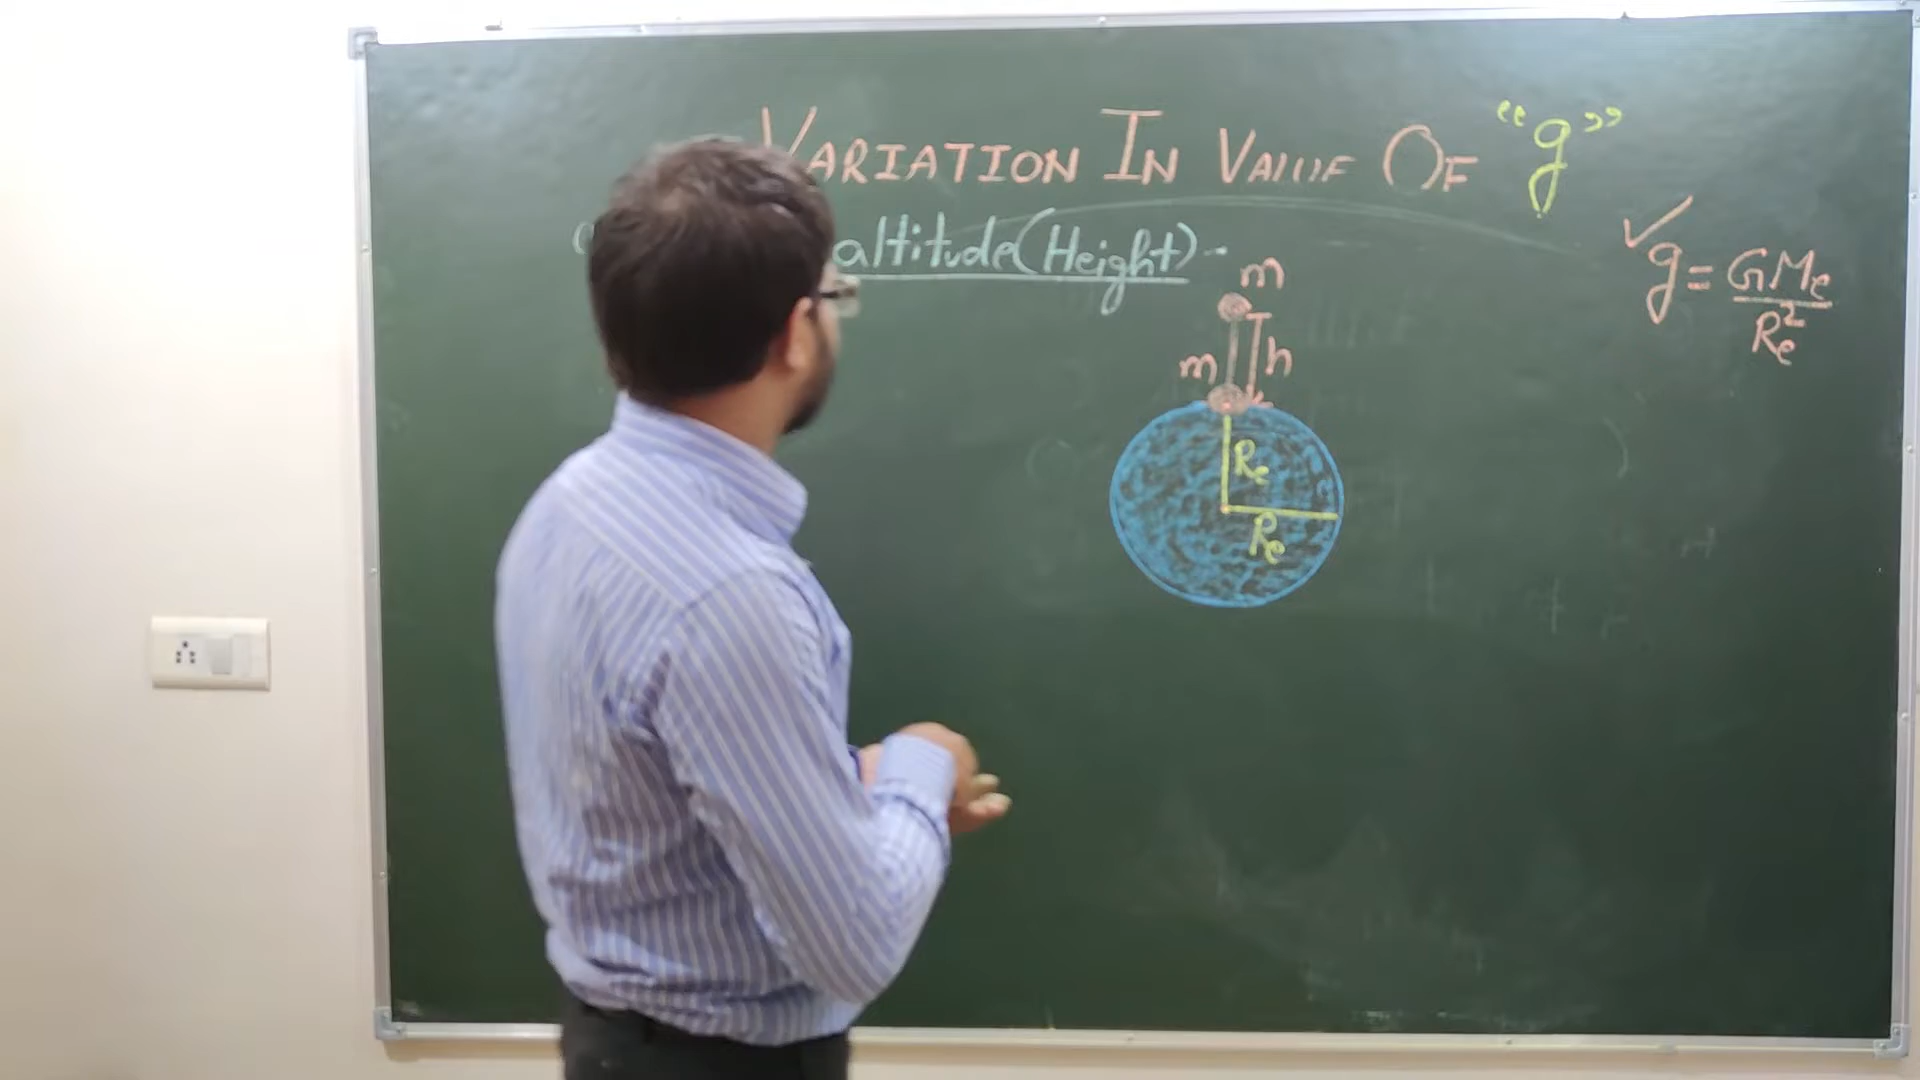 VARIATION IN VALUE OF "g"
altitude (Height) -
✓ g = GMe / Re²
m
m h
Re
Re